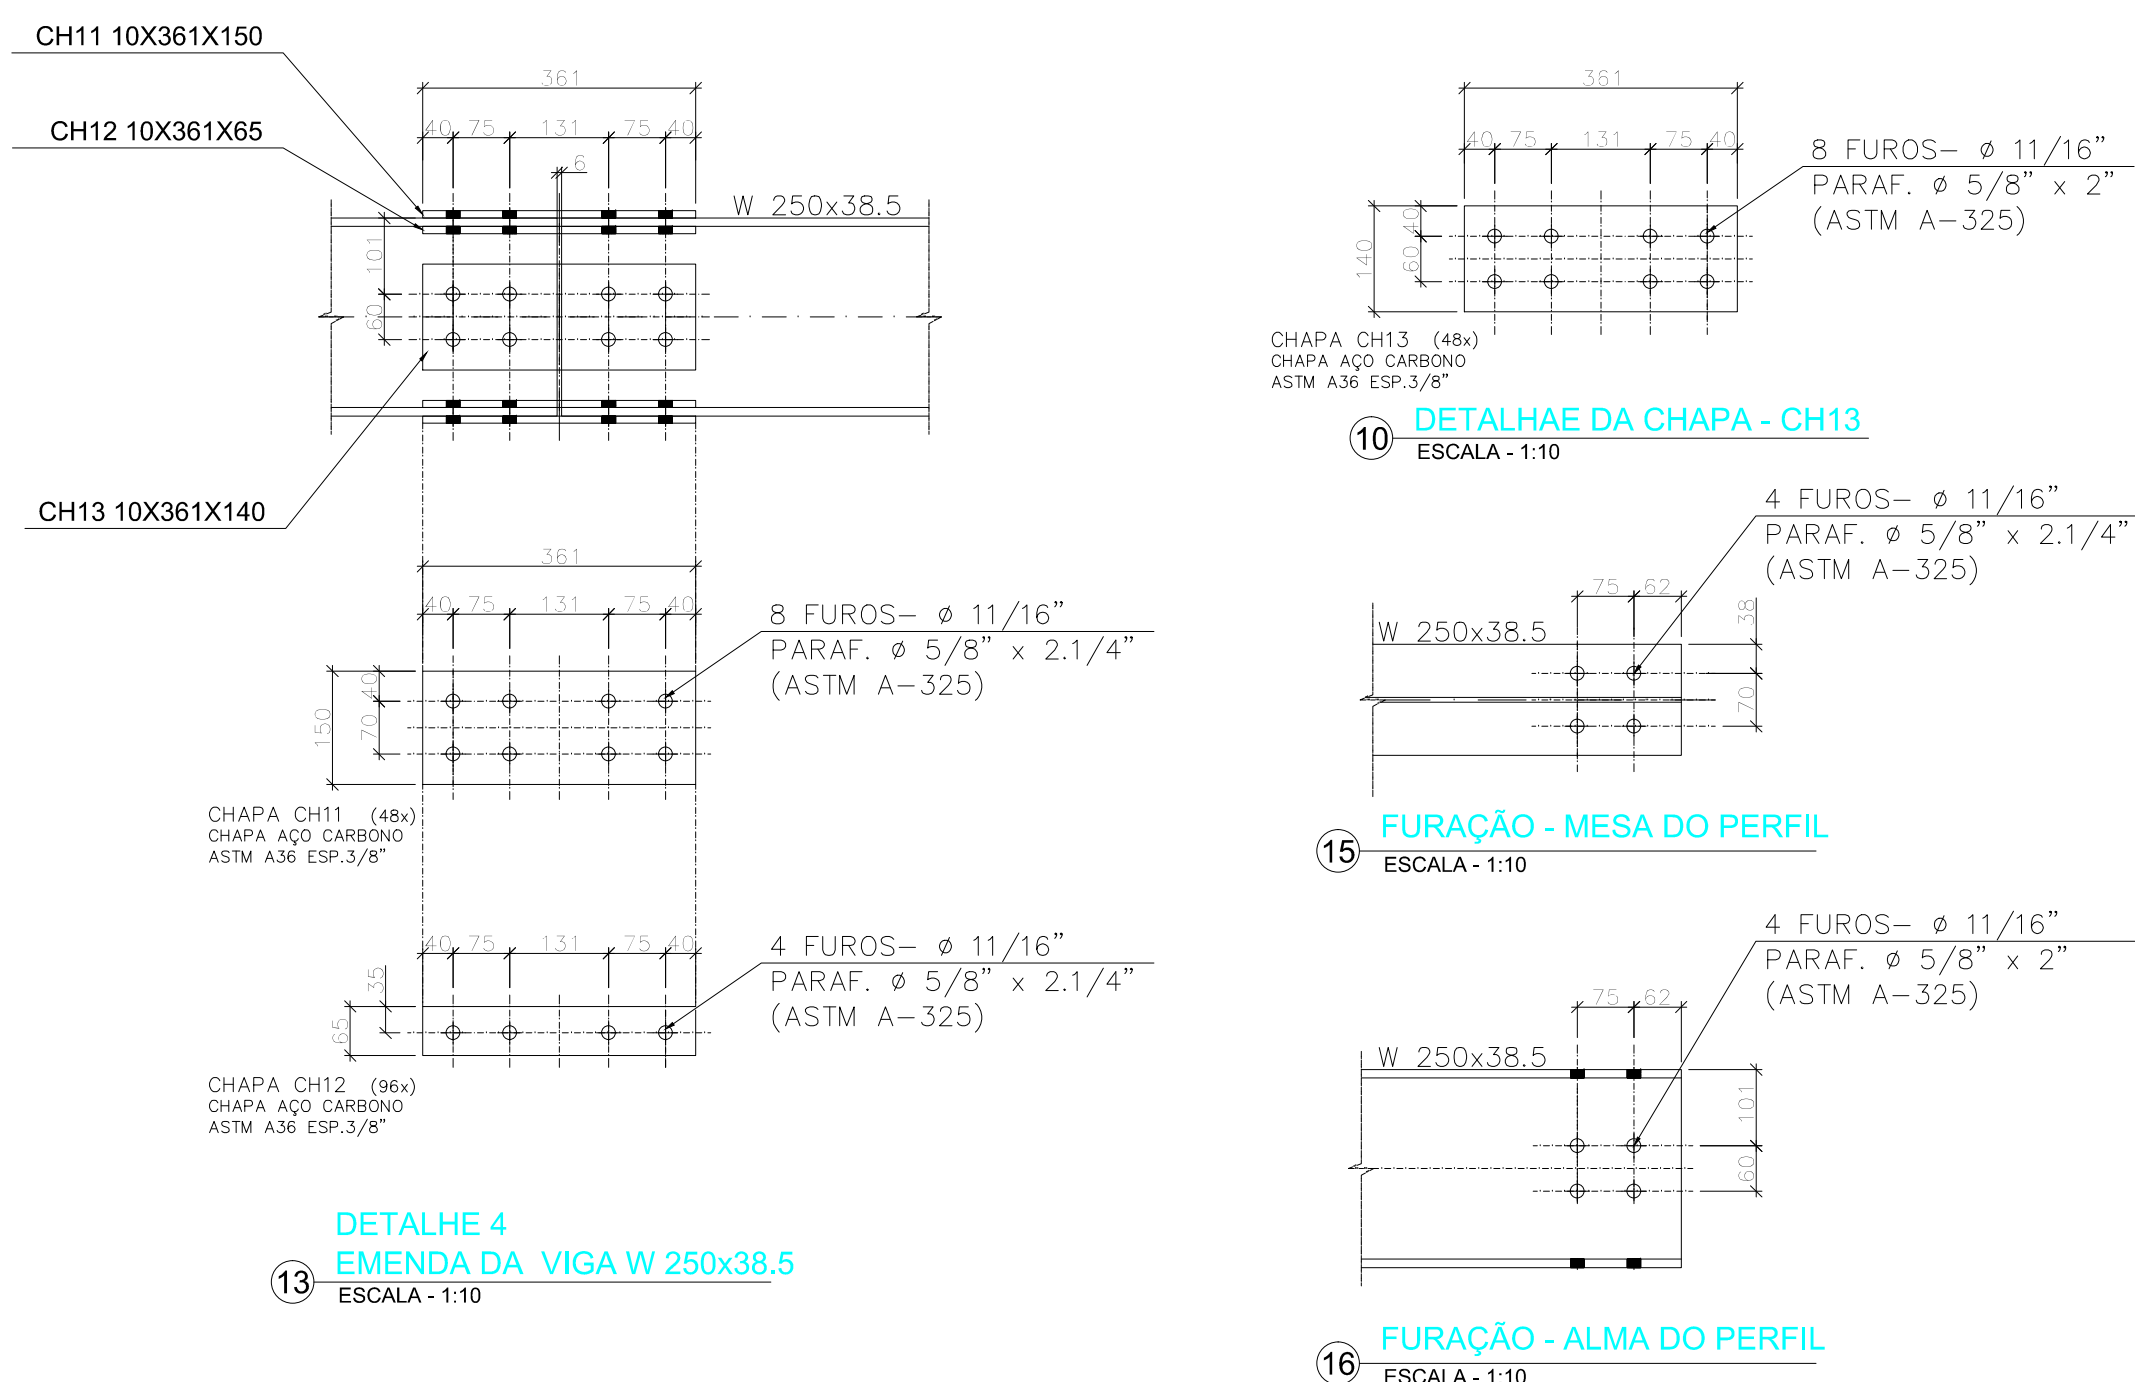 CH11 10X361X150
361
CH12 10X361X65
40 75 131 75 40
6
W 250x38.5
101
60
CH13 10X361X140
361
40 75 131 75 40
8 FUROS– ø 11/16”
PARAF. ø 5/8” x 2.1/4”
(ASTM A–325)
150
40
70
CHAPA CH11 (48x)
CHAPA AÇO CARBONO
ASTM A36 ESP.3/8”
40 75 131 75 40
4 FUROS– ø 11/16”
PARAF. ø 5/8” x 2.1/4”
(ASTM A–325)
35
65
CHAPA CH12 (96x)
CHAPA AÇO CARBONO
ASTM A36 ESP.3/8”
DETALHE 4
13 EMENDA DA VIGA W 250x38.5
ESCALA - 1:10
361
40 75 131 75 40
8 FUROS– ø 11/16”
PARAF. ø 5/8” x 2”
(ASTM A–325)
140
40
60
CHAPA CH13 (48x)
CHAPA AÇO CARBONO
ASTM A36 ESP.3/8”
10 DETALHAE DA CHAPA - CH13
ESCALA - 1:10
4 FUROS– ø 11/16”
PARAF. ø 5/8” x 2.1/4”
(ASTM A–325)
75 62
38
W 250x38.5
70
15 FURAÇÃO - MESA DO PERFIL
ESCALA - 1:10
4 FUROS– ø 11/16”
PARAF. ø 5/8” x 2”
(ASTM A–325)
75 62
W 250x38.5
101
60
16 FURAÇÃO - ALMA DO PERFIL
ESCALA - 1:10